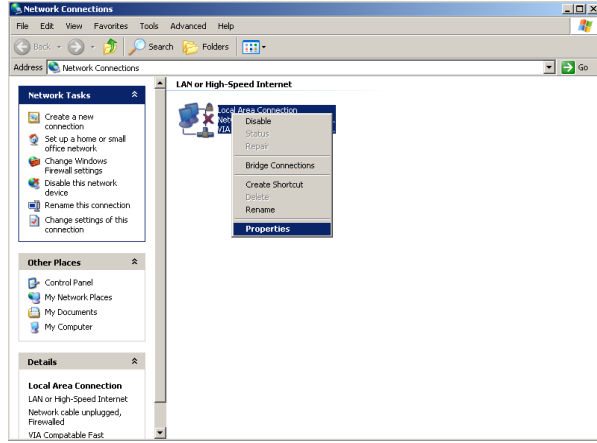 Network Connections
File Edit View Favorites Tools Advanced Help
Back Search Folders
Address Network Connections Go
Network Tasks
Create a new
connection
Set up a home or small
office network
Change Windows
Firewall settings
Disable this network
device
Rename this connection
Change settings of this
connection
Other Places
Control Panel
My Network Places
My Documents
My Computer
Details
Local Area Connection
LAN or High-Speed Internet
Network cable unplugged,
Firewalled
VIA Compatable Fast
LAN or High-Speed Internet
Local Area Connection
VIA
Disable
Status
Repair
Bridge Connections
Create Shortcut
Delete
Rename
Properties